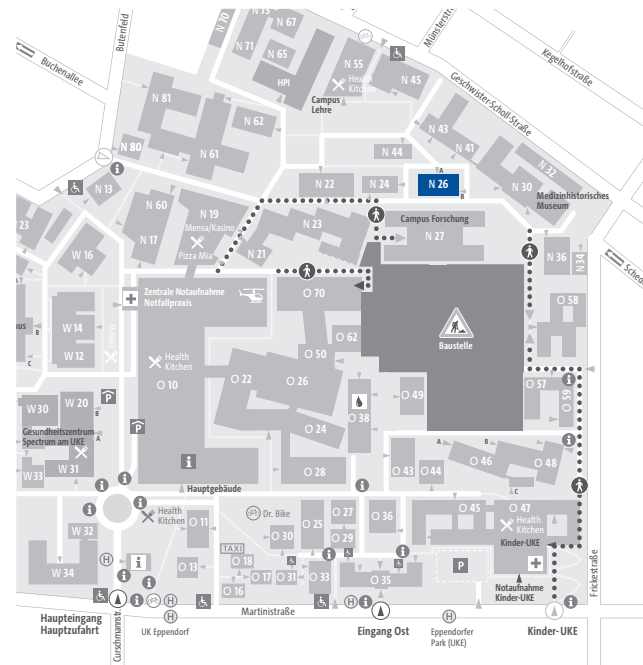 N 70
N 73
N 67
N 71
N 65
HPI
N 55
Health
Kitchen
N 45
Campus
Lehre
Münsterstraße
Kegelhofstraße
Geschwister-Scholl-Straße
Butenfeld
Buchenallee
N 81
N 62
N 61
N 80
N 13
N 43
N 41
N 44
N 32
N 30
N 22
N 24
N 26
A
B
Medizinhistorisches
Museum
N 60
N 19
Mensa/Kasino
Pizza Mia
N 17
N 21
N 23
Campus Forschung
N 27
N 36
N 34
23
W 16
Zentrale Notaufnahme
Notfallpraxis
O 70
O 58
W 14
W 12
A
B
C
Health
Kitchen
O 10
O 62
O 50
O 22
O 26
O 24
O 28
O 38
O 49
Baustelle
O 57
O 59
W 30
W 20
B
A
Gesundheitszentrum
Spectrum am UKE
W 33
W 31
Hauptgebäude
O 43
O 44
A
O 46
B
O 48
C
O 45
O 47
Health
Kitchen
Kinder-UKE
Notaufnahme
Kinder-UKE
P
W 32
W 34
H
Health
Kitchen
O 11
O 13
Dr. Bike
TAXI
O 18
O 17
O 16
O 30
O 31
O 25
O 27
O 29
O 33
O 36
O 35
Frickestraße
Martinistraße
Haupteingang
Hauptzufahrt
Curschmannstr.
H
H
UK Eppendorf
H
Eingang Ost
H
Eppendorfer
Park (UKE)
Kinder-UKE